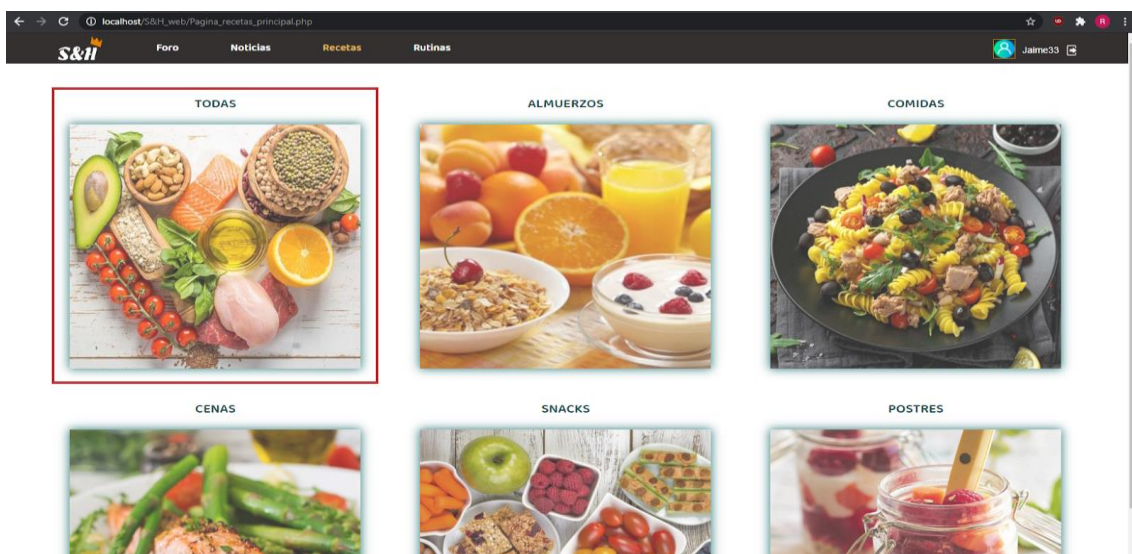 localhost/S&H_web/Pagina_recetas_principal.php
S&H Foro Noticias Recetas Rutinas Jaime33
TODAS ALMUERZOS COMIDAS
CENAS SNACKS POSTRES